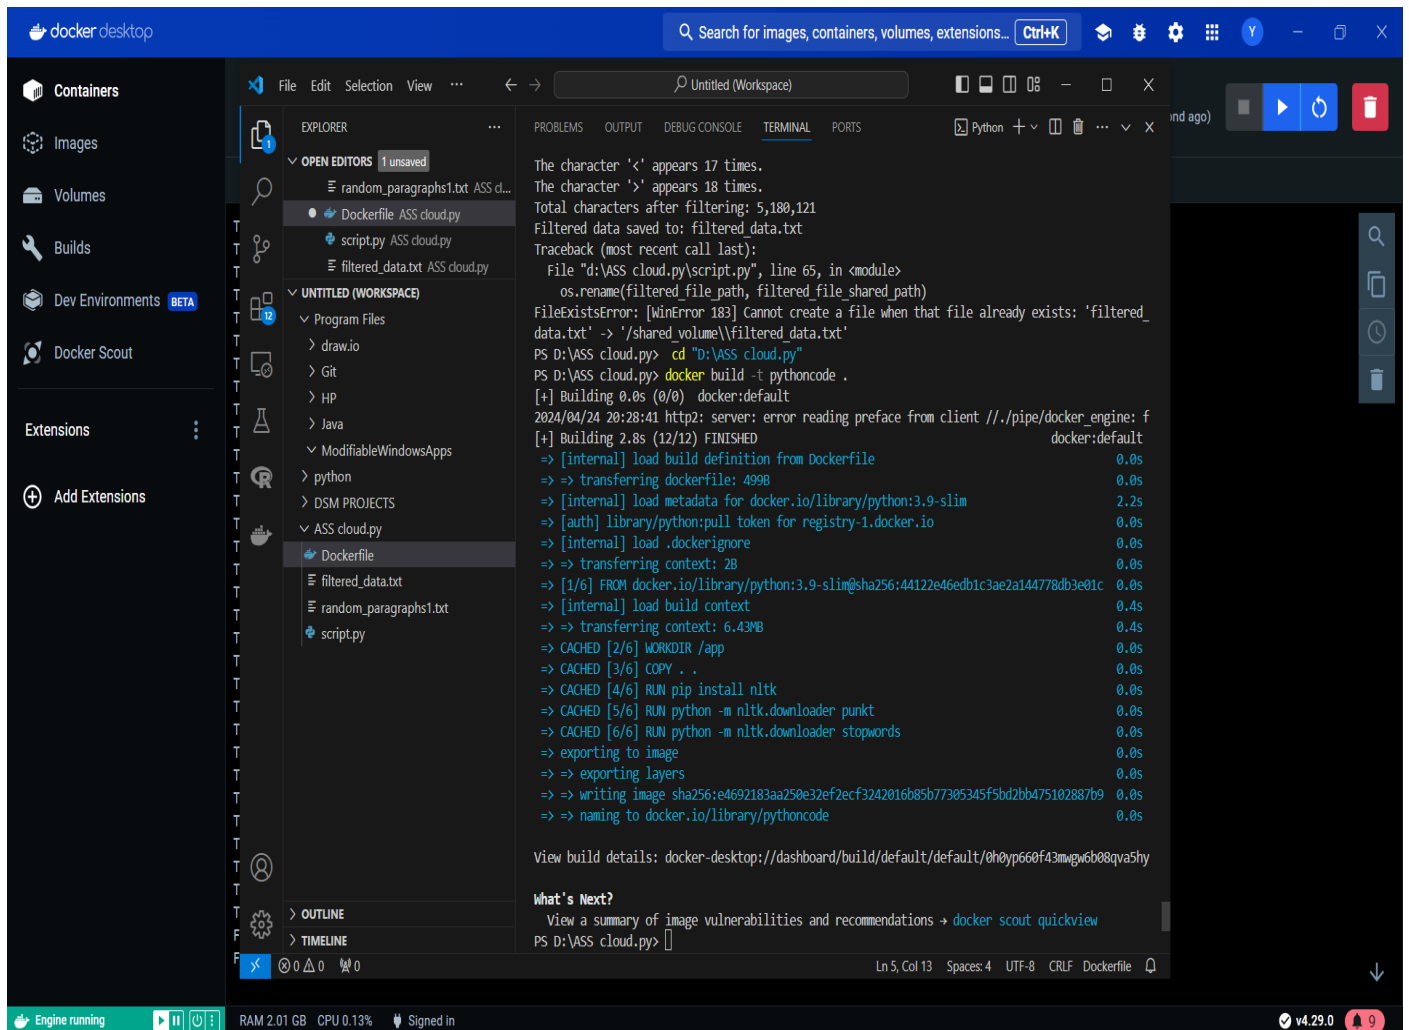 docker desktop
Search for images, containers, volumes, extensions... Ctrl+K
Y
Containers
Images
Volumes
Builds
Dev Environments BETA
Docker Scout
Extensions
Add Extensions
File Edit Selection View ...
Untitled (Workspace)
ond ago)
EXPLORER
OPEN EDITORS 1 unsaved
random_paragraphs1.txt ASS cl...
Dockerfile ASS cloud.py
script.py ASS cloud.py
filtered_data.txt ASS cloud.py
UNTITLED (WORKSPACE)
Program Files
draw.io
Git
HP
Java
ModifiableWindowsApps
python
DSM PROJECTS
ASS cloud.py
Dockerfile
filtered_data.txt
random_paragraphs1.txt
script.py
OUTLINE
TIMELINE
1
12
PROBLEMS OUTPUT DEBUG CONSOLE TERMINAL PORTS
Python
The character '<' appears 17 times.
The character '>' appears 18 times.
Total characters after filtering: 5,180,121
Filtered data saved to: filtered_data.txt
Traceback (most recent call last):
File "d:\ASS cloud.py\script.py", line 65, in <module>
os.rename(filtered_file_path, filtered_file_shared_path)
FileExistsError: [WinError 183] Cannot create a file when that file already exists: 'filtered_
data.txt' -> '/shared_volume\\filtered_data.txt'
PS D:\ASS cloud.py> cd "D:\ASS cloud.py"
PS D:\ASS cloud.py> docker build -t pythoncode .
[+] Building 0.0s (0/0) docker:default
2024/04/24 20:28:41 http2: server: error reading preface from client //./pipe/docker_engine: f
[+] Building 2.8s (12/12) FINISHED docker:default
=> [internal] load build definition from Dockerfile 0.0s
=> => transferring dockerfile: 499B 0.0s
=> [internal] load metadata for docker.io/library/python:3.9-slim 2.2s
=> [auth] library/python:pull token for registry-1.docker.io 0.0s
=> [internal] load .dockerignore 0.0s
=> => transferring context: 2B 0.0s
=> [1/6] FROM docker.io/library/python:3.9-slim@sha256:44122e46edb1c3ae2a144778db3e01c 0.0s
=> [internal] load build context 0.4s
=> => transferring context: 6.43MB 0.4s
=> CACHED [2/6] WORKDIR /app 0.0s
=> CACHED [3/6] COPY . . 0.0s
=> CACHED [4/6] RUN pip install nltk 0.0s
=> CACHED [5/6] RUN python -m nltk.downloader punkt 0.0s
=> CACHED [6/6] RUN python -m nltk.downloader stopwords 0.0s
=> exporting to image 0.0s
=> => exporting layers 0.0s
=> => writing image sha256:e4692183aa250e32ef2ecf3242016b85b77305345f5bd2bb475102887b9 0.0s
=> => naming to docker.io/library/pythoncode 0.0s
View build details: docker-desktop://dashboard/build/default/default/0h0yp660f43mwgw6b08qva5hy
What's Next?
View a summary of image vulnerabilities and recommendations → docker scout quickview
PS D:\ASS cloud.py>
0 0 0
Ln 5, Col 13 Spaces: 4 UTF-8 CRLF Dockerfile
Engine running
RAM 2.01 GB CPU 0.13% Signed in
v4.29.0 9